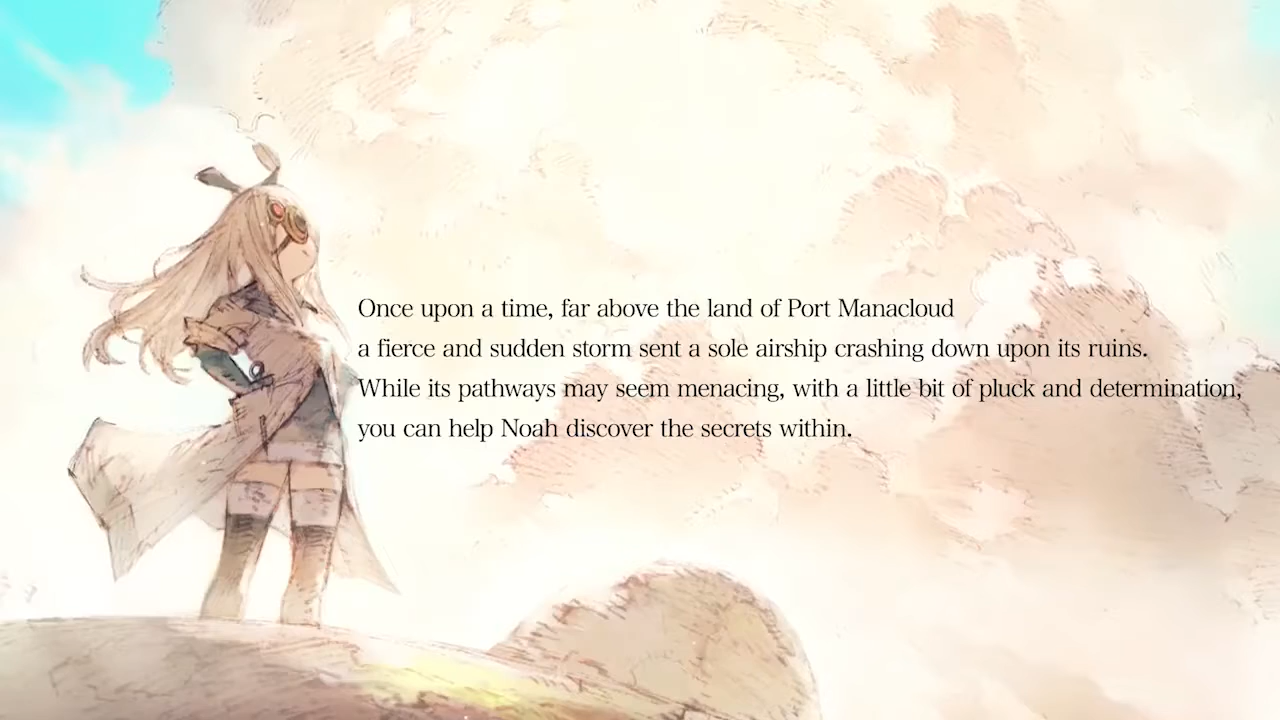 Once upon a time, far above the land of Port Manacloud
a fierce and sudden storm sent a sole airship crashing down upon its ruins.
While its pathways may seem menacing, with a little bit of pluck and determination,
you can help Noah discover the secrets within.